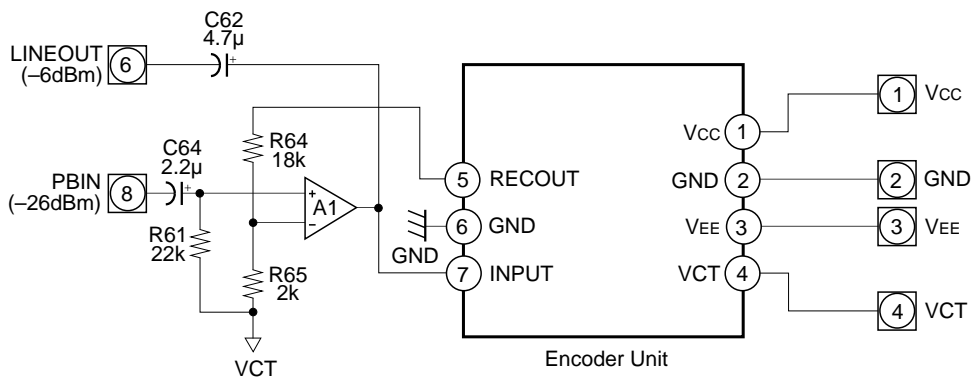 C62
4.7µ
LINEOUT
(–6dBm)
6
+
C64
2.2µ
PBIN
(–26dBm)
8
+
R61
22k
R64
18k
R65
2k
+
A1
–
VCT
GND
5 RECOUT
6 GND
7 INPUT
VCC 1
GND 2
VEE 3
VCT 4
Encoder Unit
1 VCC
2 GND
3 VEE
4 VCT